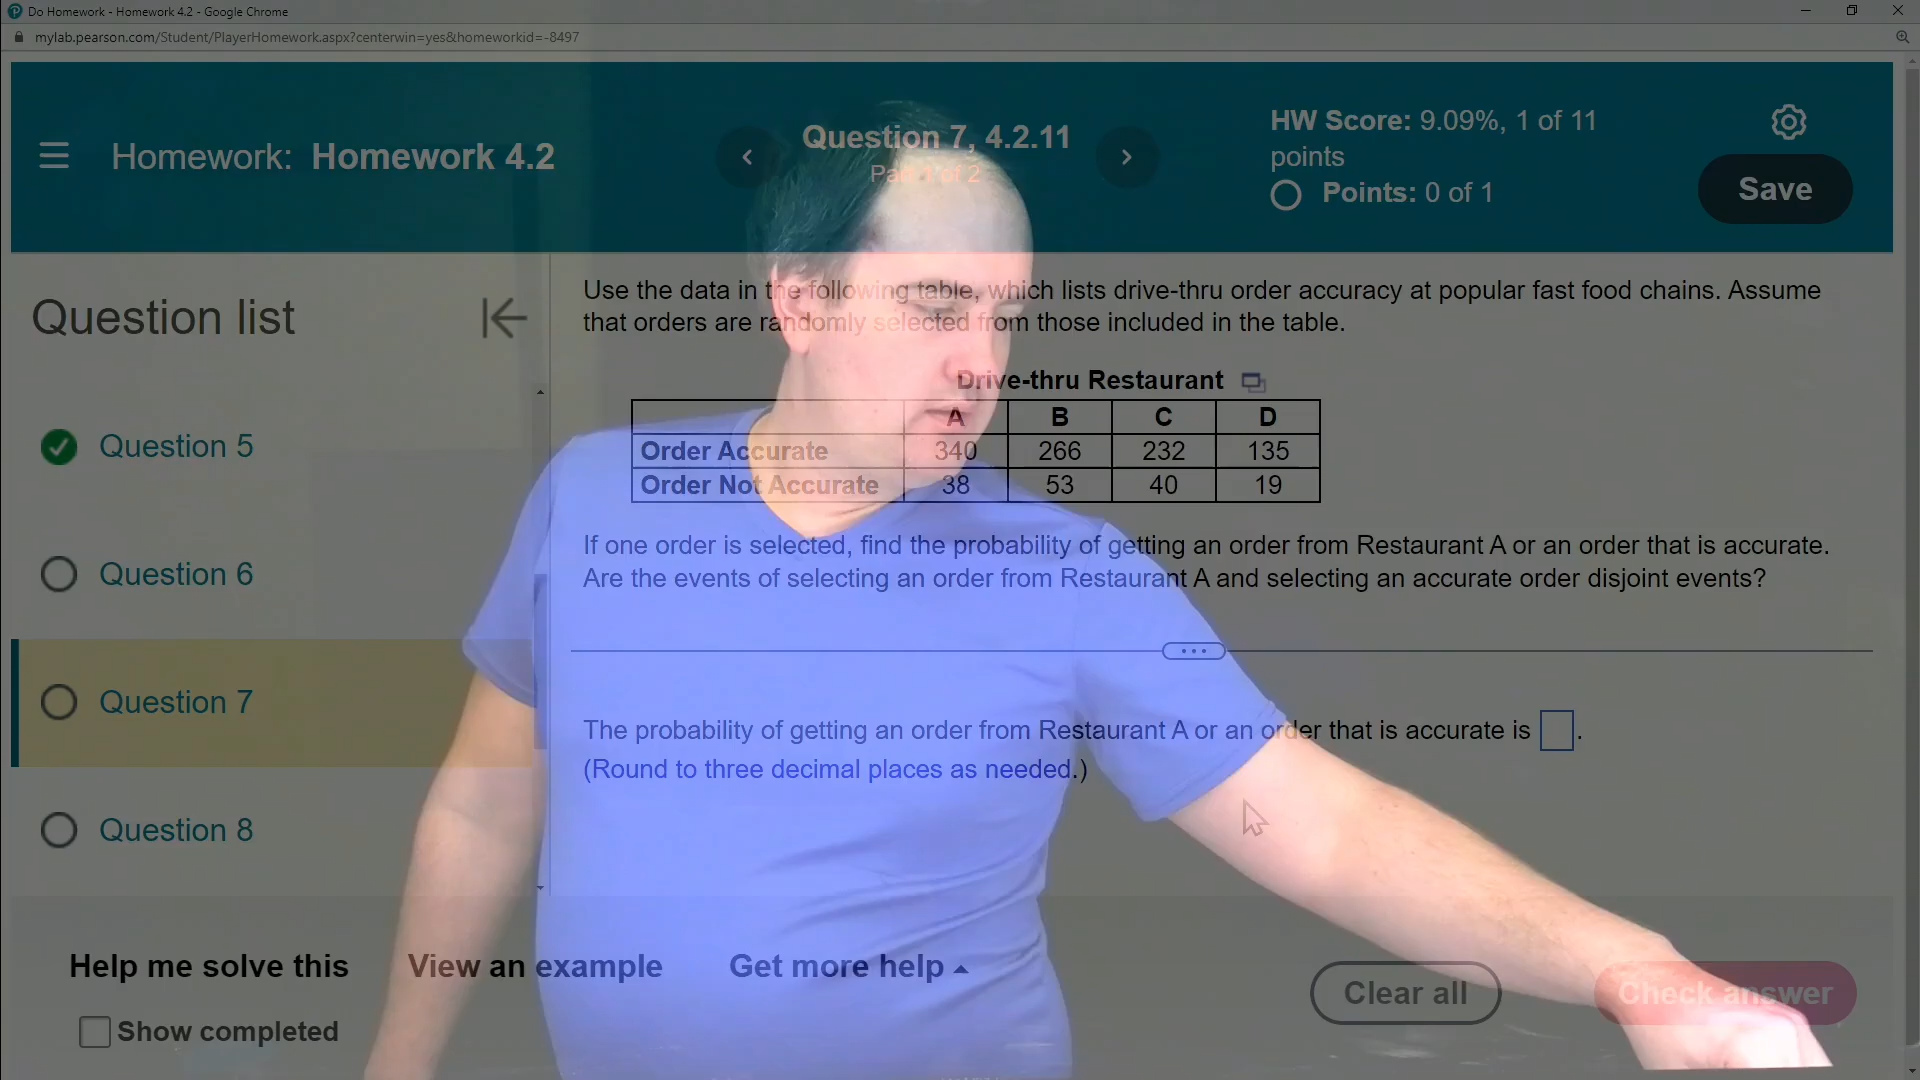 Do Homework - Homework 4.2 - Google Chrome
mylab.pearson.com/Student/PlayerHomework.aspx?centerwin=yes&homeworkid=-8497
Homework: Homework 4.2
Question 7, 4.2.11
Part 1 of 2
HW Score: 9.09%, 1 of 11
points
Points: 0 of 1
Save
Question list
Question 5
Question 6
Question 7
Question 8
Use the data in the following table, which lists drive-thru order accuracy at popular fast food chains. Assume
that orders are randomly selected from those included in the table.
Drive-thru Restaurant
A B C D
Order Accurate 340 266 232 135
Order Not Accurate 38 53 40 19
If one order is selected, find the probability of getting an order from Restaurant A or an order that is accurate.
Are the events of selecting an order from Restaurant A and selecting an accurate order disjoint events?
The probability of getting an order from Restaurant A or an order that is accurate is .
(Round to three decimal places as needed.)
Help me solve this
View an example
Get more help
Clear all
Check answer
Show completed